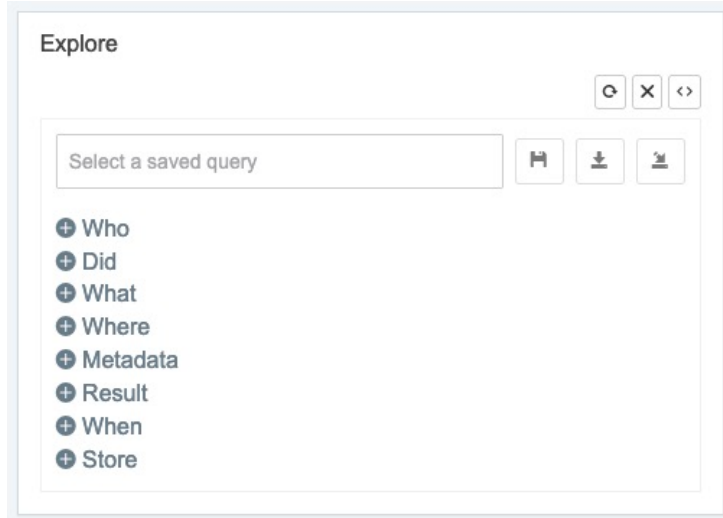 Explore
Select a saved query
Who
Did
What
Where
Metadata
Result
When
Store